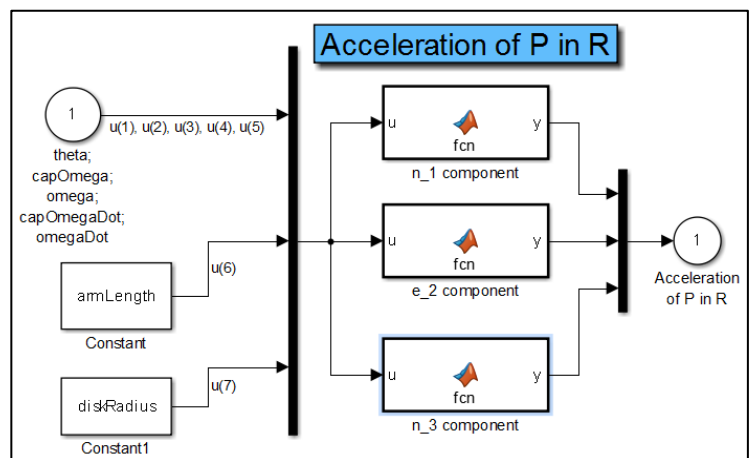 Acceleration of P in R
1
u(1), u(2), u(3), u(4), u(5)
theta;
capOmega;
omega;
capOmegaDot;
omegaDot
armLength
u(6)
Constant
diskRadius
u(7)
Constant1
u
fcn
y
n_1 component
u
fcn
y
e_2 component
u
fcn
y
n_3 component
1
Acceleration
of P in R